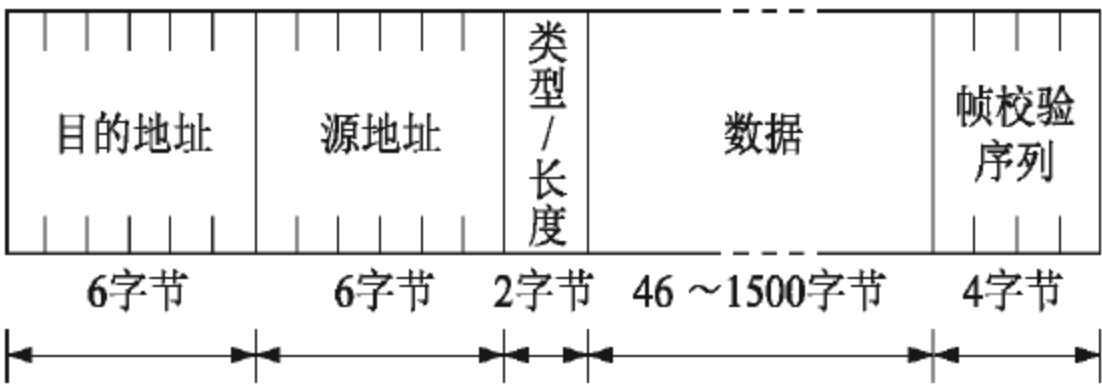 目的地址
源地址
类型/长度
数据
帧校验
序列
6字节
6字节
2字节
46～1500字节
4字节